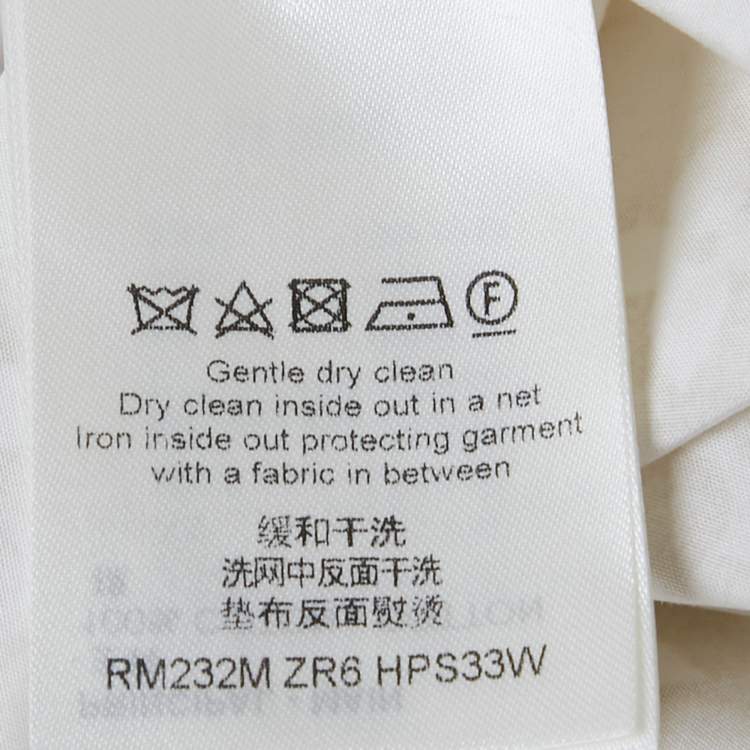 F
Gentle dry clean
Dry clean inside out in a net
Iron inside out protecting garment
with a fabric in between
缓和干洗
洗网中反面干洗
垫布反面熨烫
RM232M ZR6 HPS33W